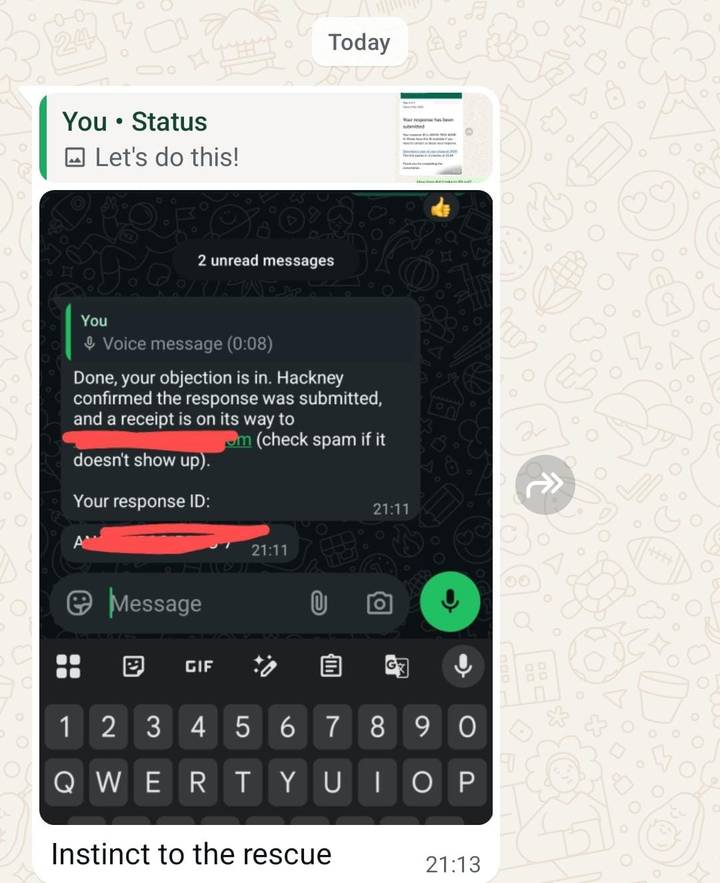 Today
You • Status
Let's do this!
Your response has been
submitted
2 unread messages
You
Voice message (0:08)
Done, your objection is in. Hackney
confirmed the response was submitted,
and a receipt is on its way to
om (check spam if it
doesn't show up).
Your response ID:
21:11
21:11
Message
GIF
1 2 3 4 5 6 7 8 9 0
Q W E R T Y U I O P
Instinct to the rescue
21:13